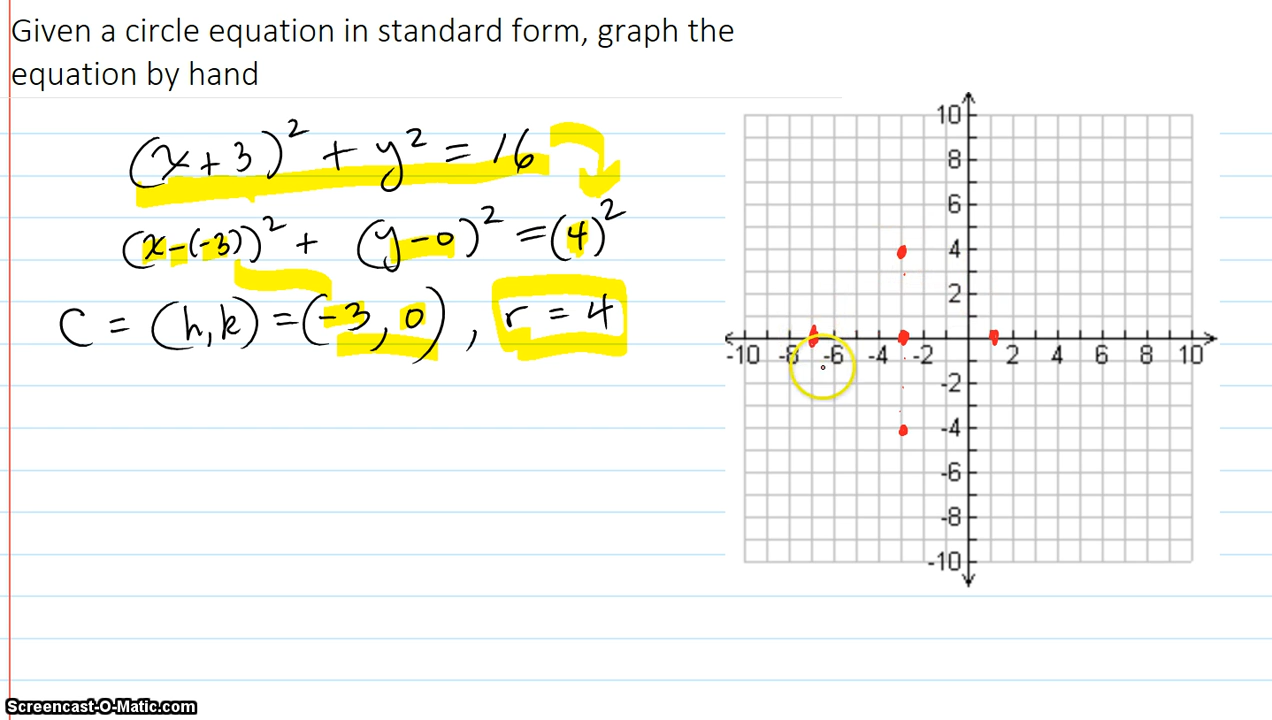 Given a circle equation in standard form, graph the
equation by hand
(x + 3)² + y² = 16
(x - (-3))² + (y - 0)² = (4)²
C = (h, k) = (-3, 0), r = 4
10
8
6
4
2
-10 -8 -6 -4 -2 2 4 6 8 10
-2
-4
-6
-8
-10
Screencast-O-Matic.com